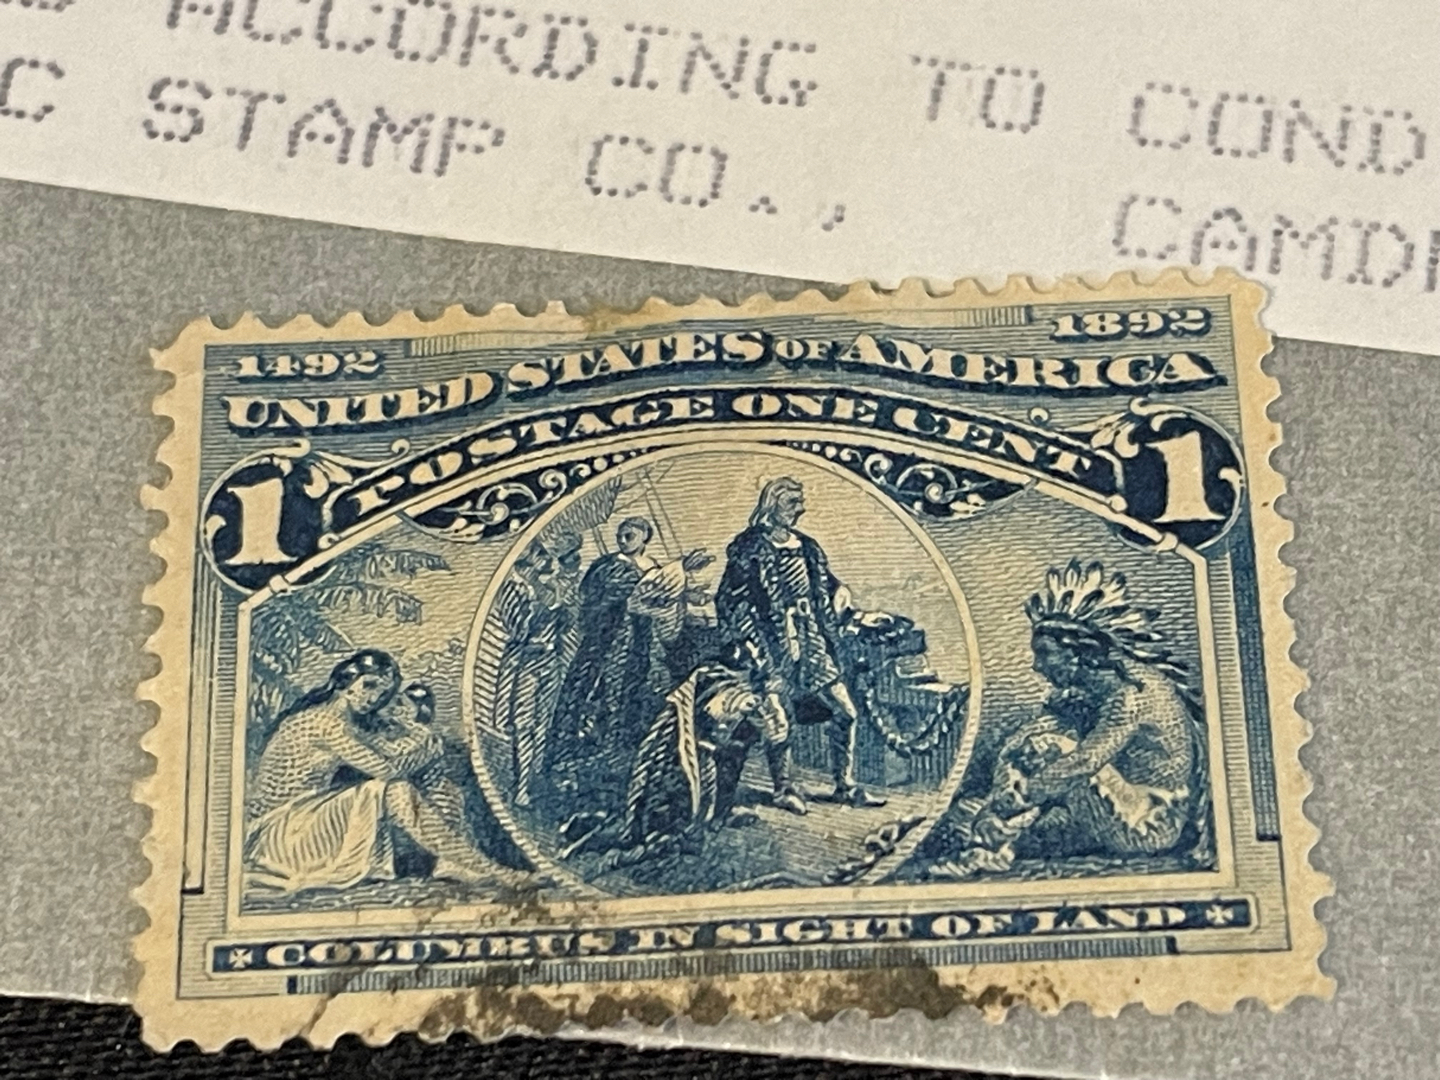 ACCORDING TO COND
C STAMP CO., CAMD
1492 1892
UNITED STATES OF AMERICA
POSTAGE ONE CENT
1 1
COLUMBUS IN SIGHT OF LAND